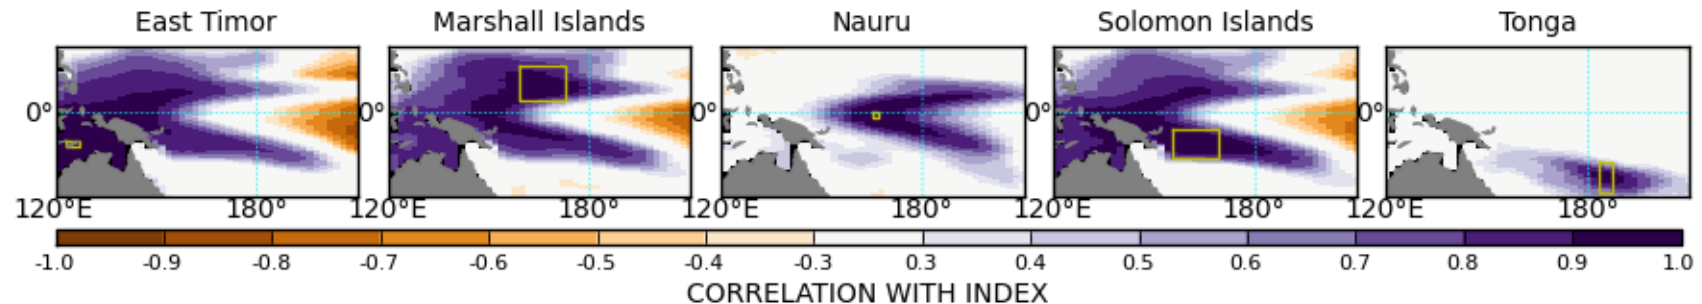 East Timor Marshall Islands Nauru Solomon Islands Tonga
0° 0° 0° 0° 0°
120°E 180° 120°E 180° 120°E 180° 120°E 180° 120°E 180°
-1.0 -0.9 -0.8 -0.7 -0.6 -0.5 -0.4 -0.3 0.3 0.4 0.5 0.6 0.7 0.8 0.9 1.0
CORRELATION WITH INDEX